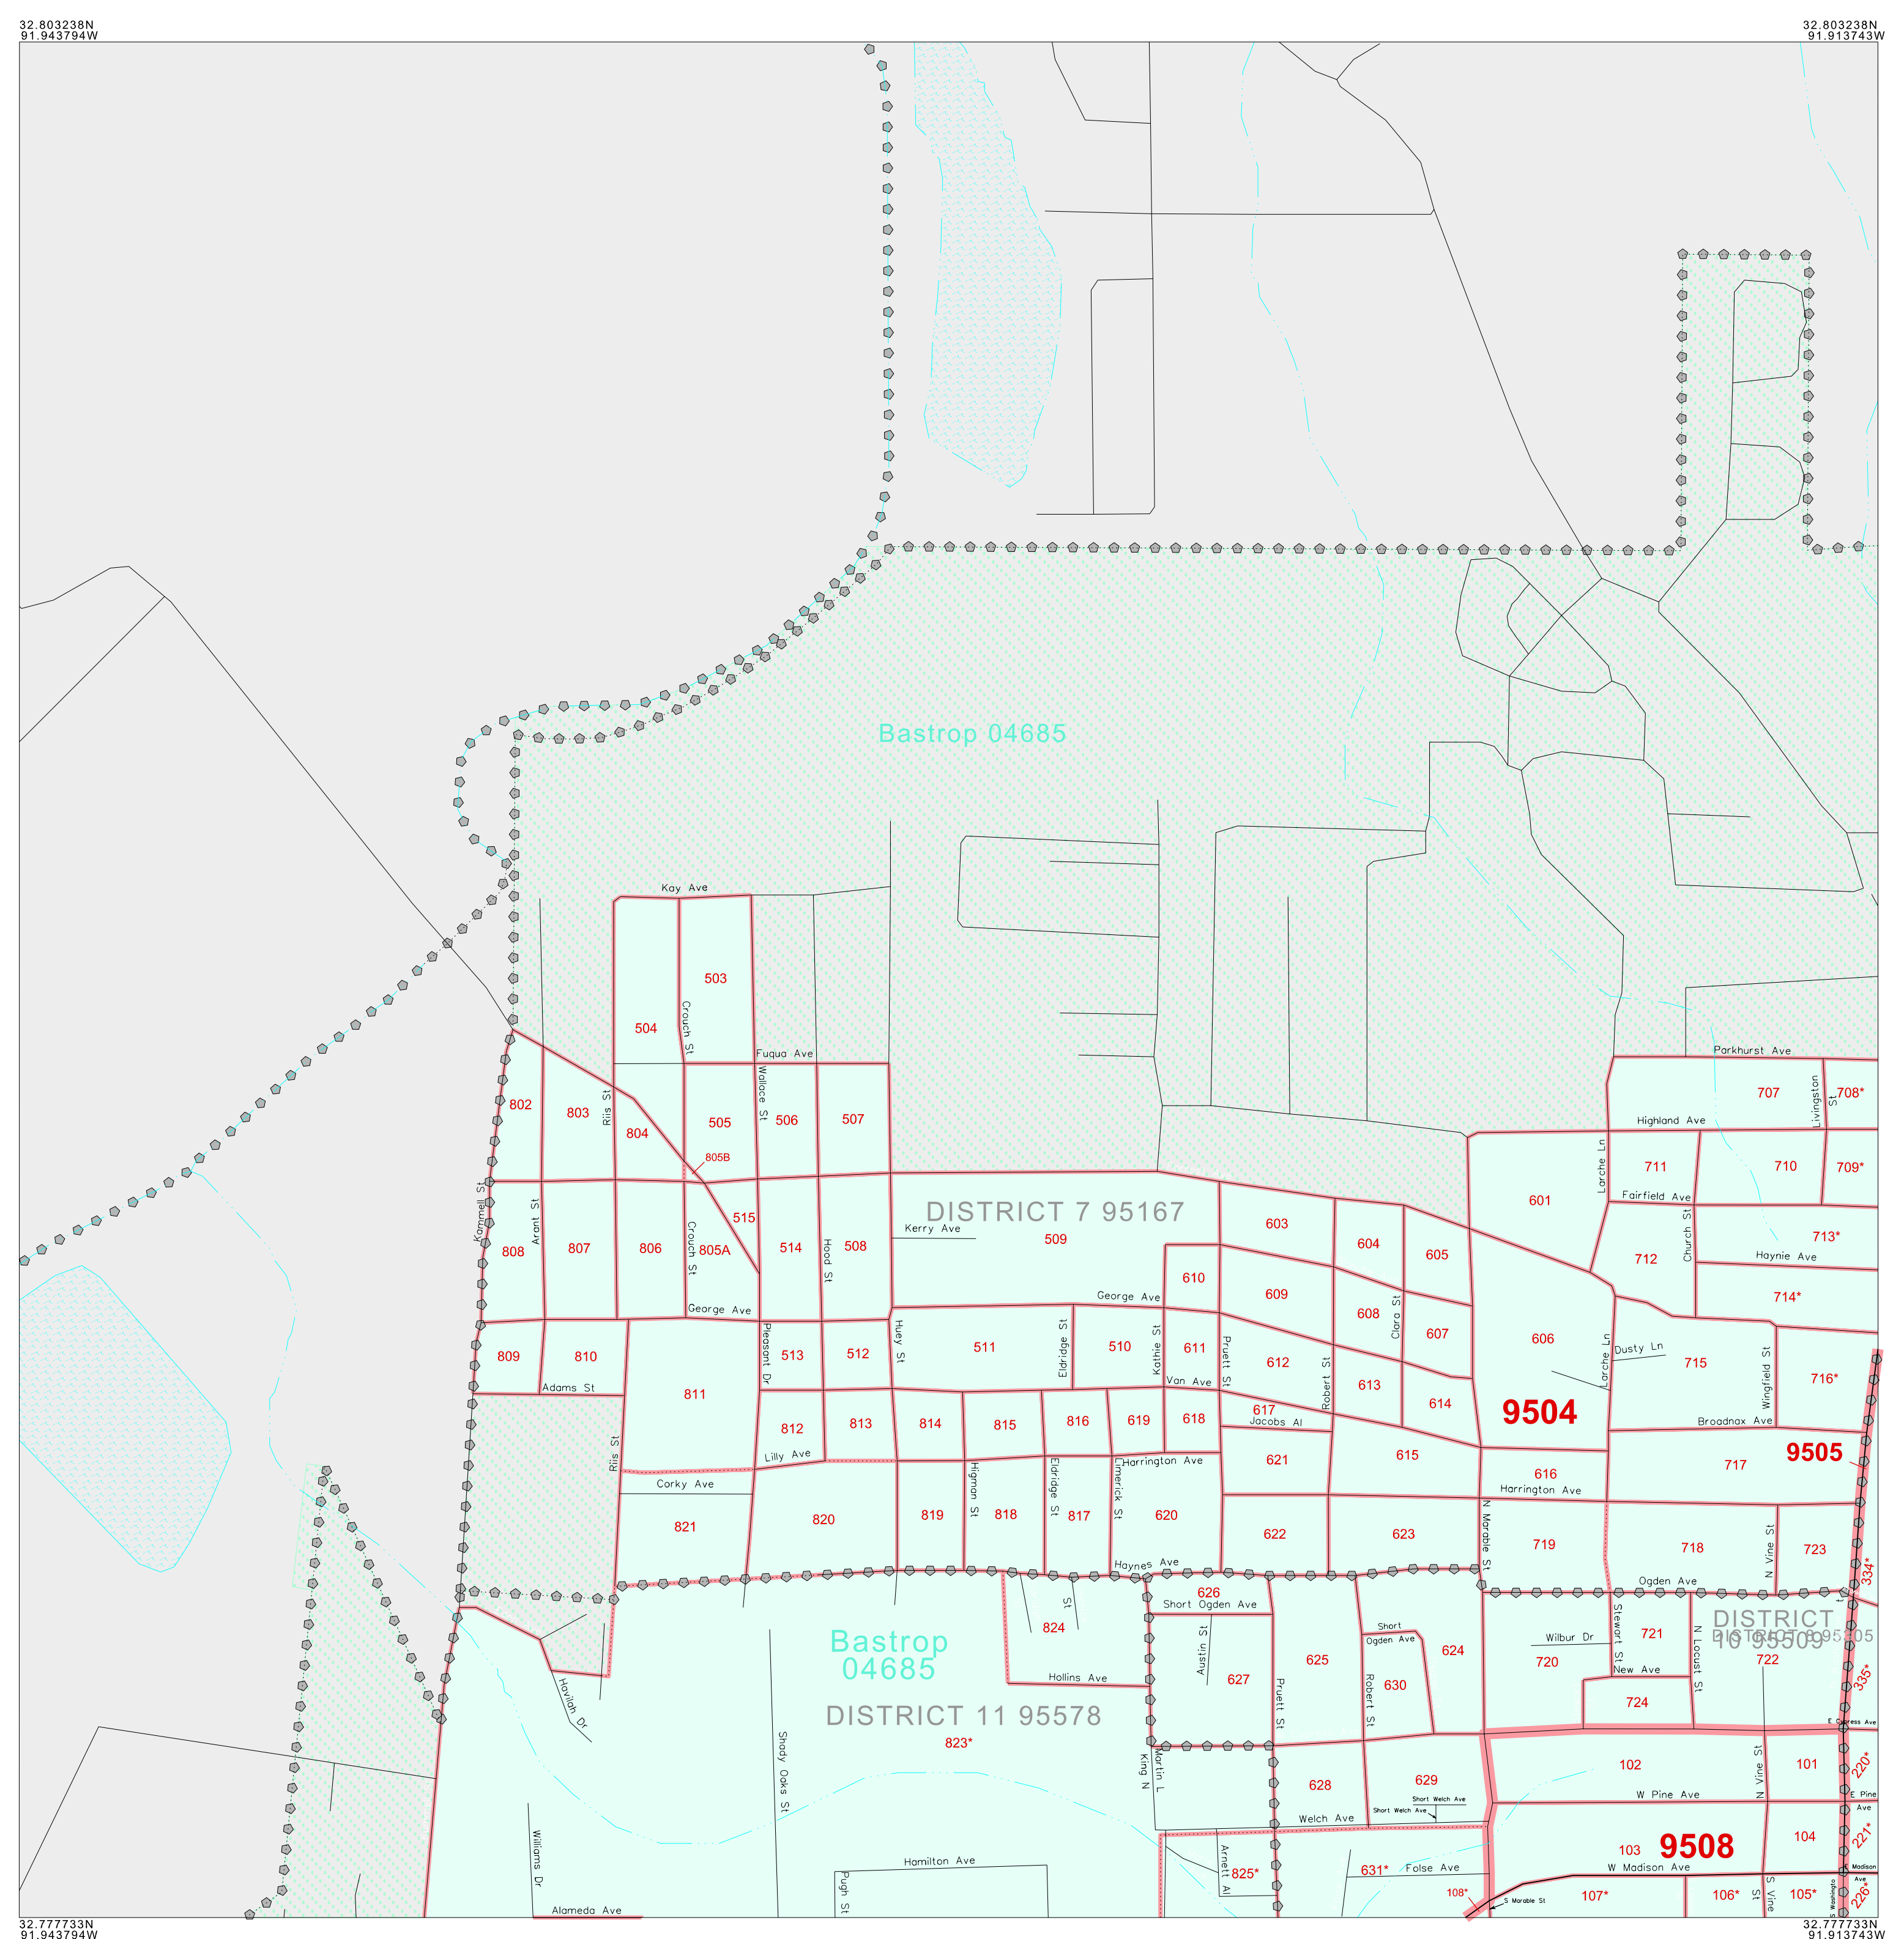 32.803238N
91.943794W
32.803238N
91.913743W
Bastrop 04685
Kay Ave
503
Crouch St
504
Fuqua Ave
Parkhurst Ave
802
803
Riis St
804
505
Wallace St
506
507
805B
707
Livingston St
708*
Highland Ave
Larche Ln
711
710
709*
Fairfield Ave
601
Kammell St
Arant St
808
807
806
Crouch St
805A
515
514
Hood St
508
DISTRICT 7 95167
Kerry Ave
509
603
604
605
712
Church St
713*
Haynie Ave
714*
George Ave
George Ave
610
609
608
Clara St
607
606
Larche Ln
Dusty Ln
715
Wingfield St
716*
809
810
Adams St
811
Pleasant Dr
513
512
Huey St
511
Eldridge St
510
Kathie St
611
Pruett St
612
Robert St
613
614
Van Ave
9504
617
Jacobs Al
Broadnax Ave
9505
812
813
814
815
816
619
618
621
615
717
Riis St
Lilly Ave
Harrington Ave
616
Harrington Ave
Corky Ave
821
820
819
Higman St
818
Eldridge St
817
Limerick St
620
622
623
N Marable St
719
718
N Vine St
723
334*
Haynes Ave
Ogden Ave
626
Short Ogden Ave
St
824
Austin St
627
Hollins Ave
625
Pruett St
Short
Ogden Ave
630
Robert St
624
Stewart St
721
Wilbur Dr
720
New Ave
724
N Locust St
DISTRICT
10 95509
722
335*
Bastrop
04685
DISTRICT 11 95578
823*
Havilah Dr
Shady Oaks St
King N
Martin L
E Cypress Ave
628
629
Short Welch Ave
Short Welch Ave
Welch Ave
102
N Vine St
101
220*
W Pine Ave
E Pine
Ave
103
9508
104
221*
Williams Dr
Pugh St
Hamilton Ave
Arnett Al
825*
631*
Folse Ave
108*
S Marable St
W Madison Ave
E Madison
Ave
107*
106*
S Vine
St
105*
S Washingto
226*
Alameda Ave
32.777733N
91.943794W
32.777733N
91.913743W